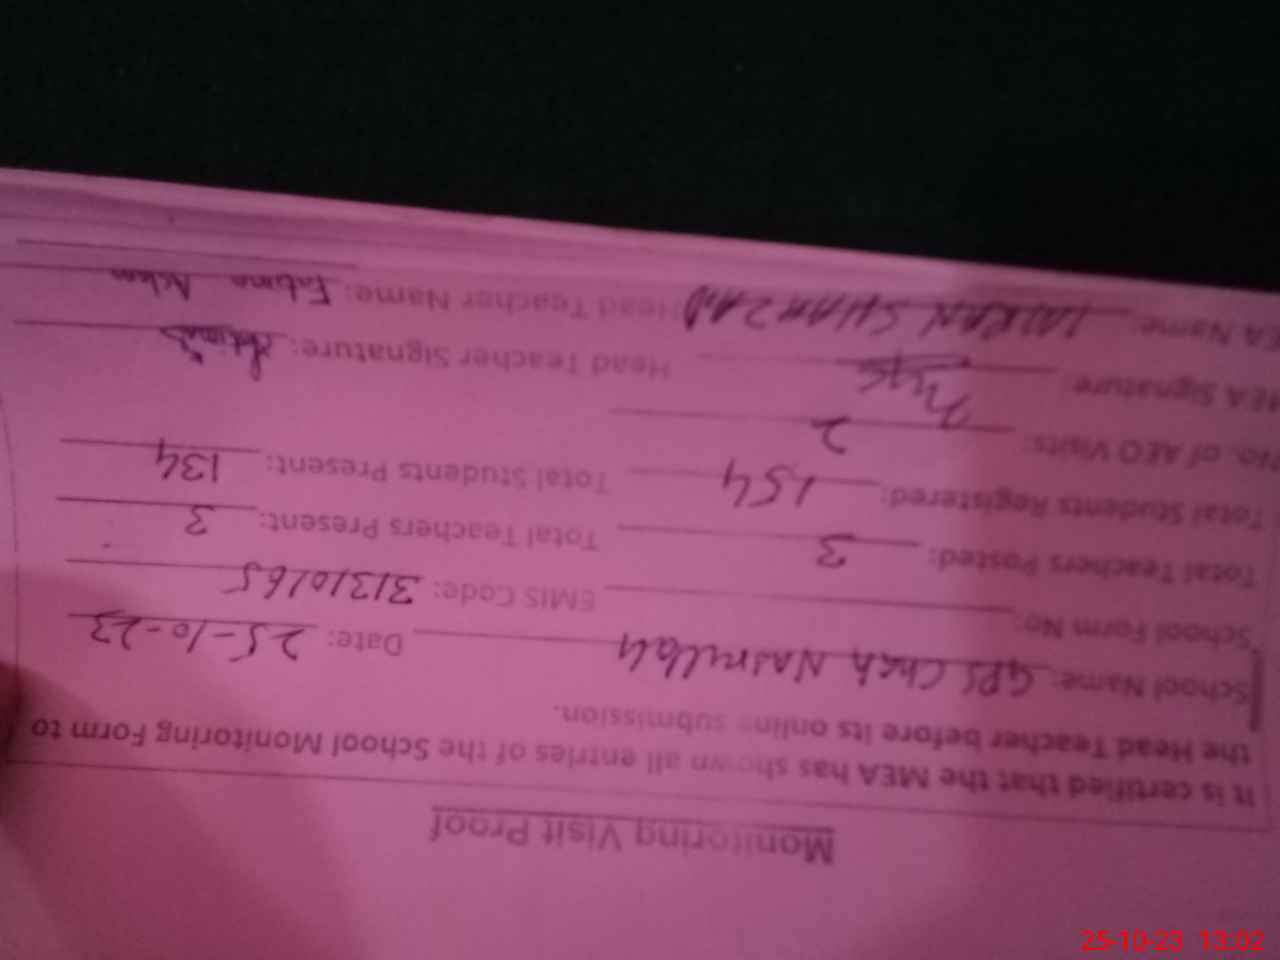 Monitoring Visit Proof
It is certified that the MEA has shown all entries of the School Monitoring Form to
the Head Teacher before its online submission.
School Name: GPS Chah Nasrullah Date: 25-10-23
School Form No: EMIS Code: 31310165
Total Teachers Posted: 3 Total Teachers Present: 3
Total Students Registered: 154 Total Students Present: 134
No. of AEO Visits: 2
MEA Signature Head Teacher Signature: Fatima
EA Name: IMRAN SHAHZAD Head Teacher Name: Fatima Aslam
25-10-23 13:02